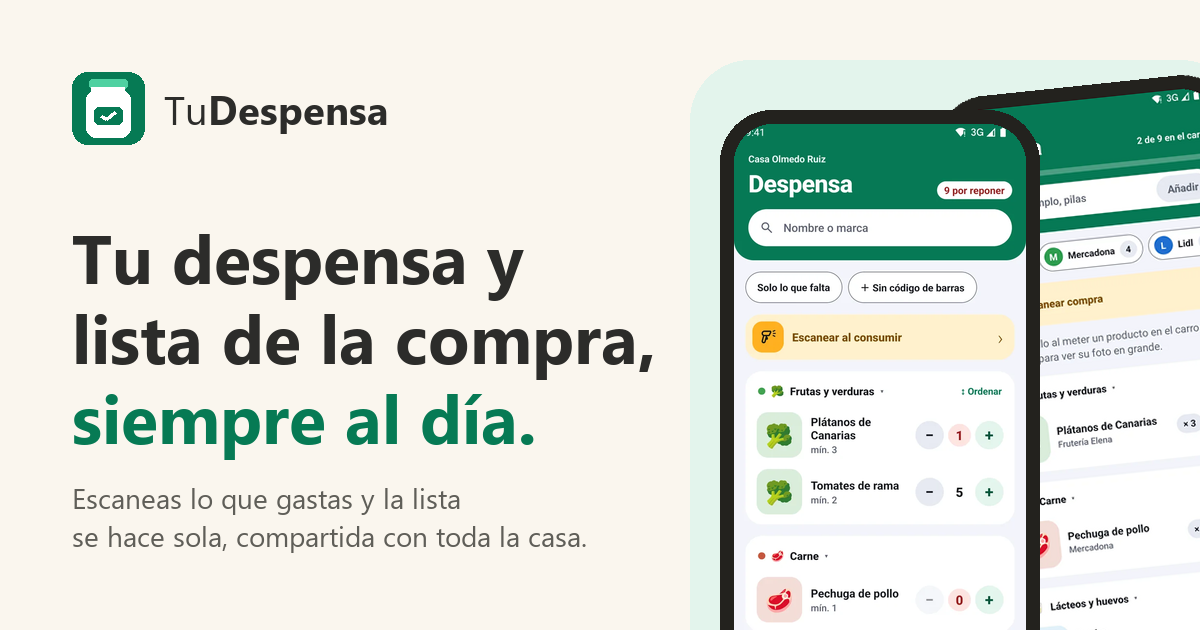 TuDespensa
Tu despensa y
lista de la compra,
siempre al día.
Escaneas lo que gastas y la lista
se hace sola, compartida con toda la casa.
9:41
3G
Casa Olmedo Ruiz
Despensa
9 por reponer
Nombre o marca
Solo lo que falta
+ Sin código de barras
Escanear al consumir
Frutas y verduras
↕ Ordenar
Plátanos de
Canarias
mín. 3
− 1 +
Tomates de rama
mín. 2
− 5 +
Carne
Pechuga de pollo
mín. 1
− 0 +
3G
2 de 9 en el car
Añadir
pilas
M Mercadona 4
L Lidl
compra
al meter un producto en el carro
para ver su foto en grande.
y verduras
Plátanos de Canarias
Frutería Elena
× 3
Carne
Pechuga de pollo
Mercadona
×
Lácteos y huevos